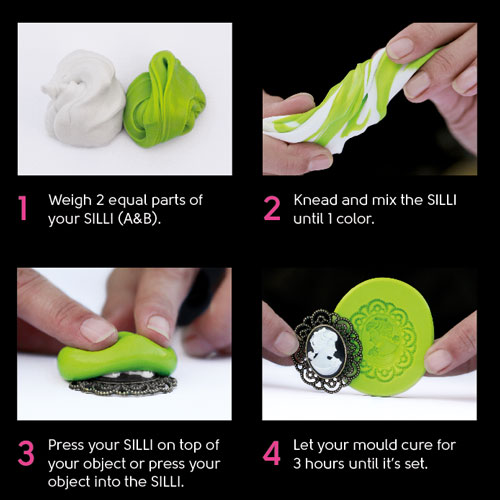 1 Weigh 2 equal parts of
your SILLI (A&B).
2 Knead and mix the SILLI
until 1 color.
3 Press your SILLI on top of
your object or press your
object into the SILLI.
4 Let your mould cure for
3 hours until it's set.